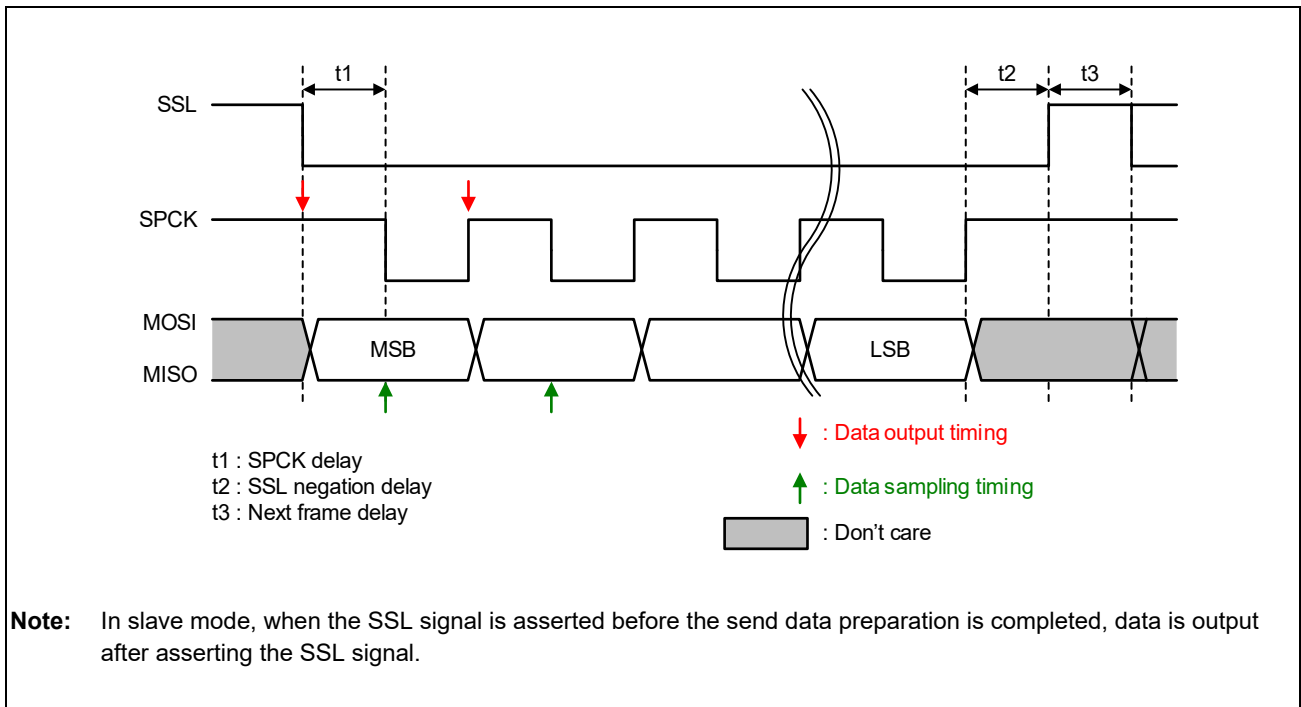 t1
t2
t3
SSL
SPCK
MOSI
MSB
LSB
MISO
: Data output timing
t1 : SPCK delay
t2 : SSL negation delay
: Data sampling timing
t3 : Next frame delay
: Don't care
Note: In slave mode, when the SSL signal is asserted before the send data preparation is completed, data is output
after asserting the SSL signal.